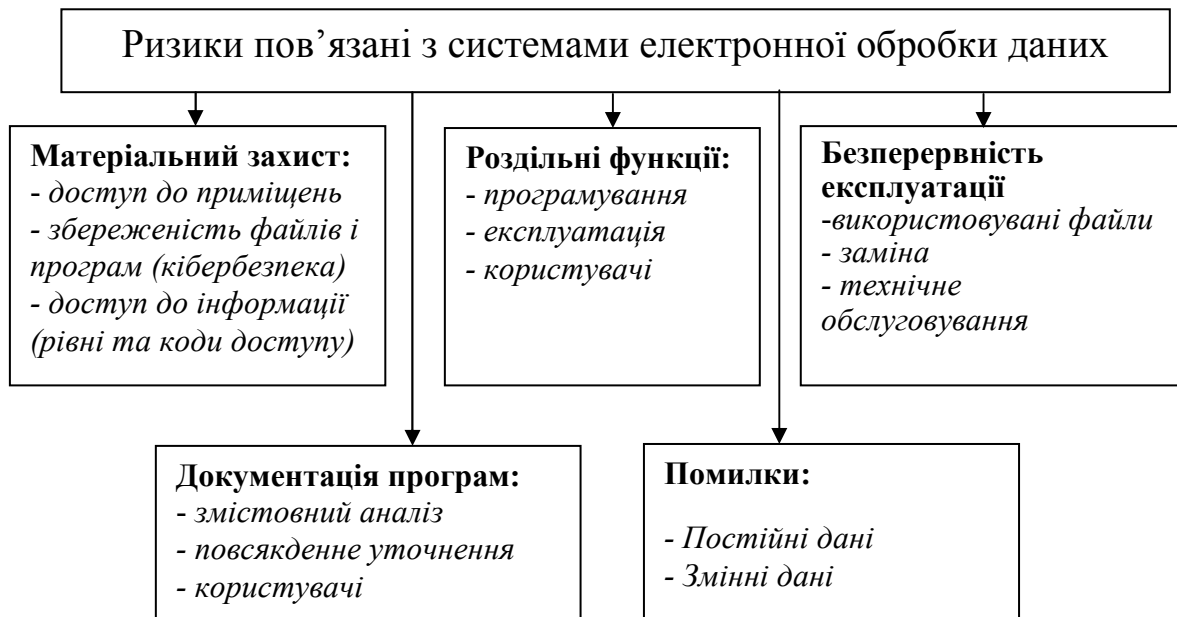 Ризики пов’язані з системами електронної обробки даних
Матеріальний захист:
- доступ до приміщень
- збереженість файлів і
програм (кібербезпека)
- доступ до інформації
(рівні та коди доступу)
Роздільні функції:
- програмування
- експлуатація
- користувачі
Безперервність
експлуатації
-використовувані файли
- заміна
- технічне
обслуговування
Документація програм:
- змістовний аналіз
- повсякденне уточнення
- користувачі
Помилки:
- Постійні дані
- Змінні дані